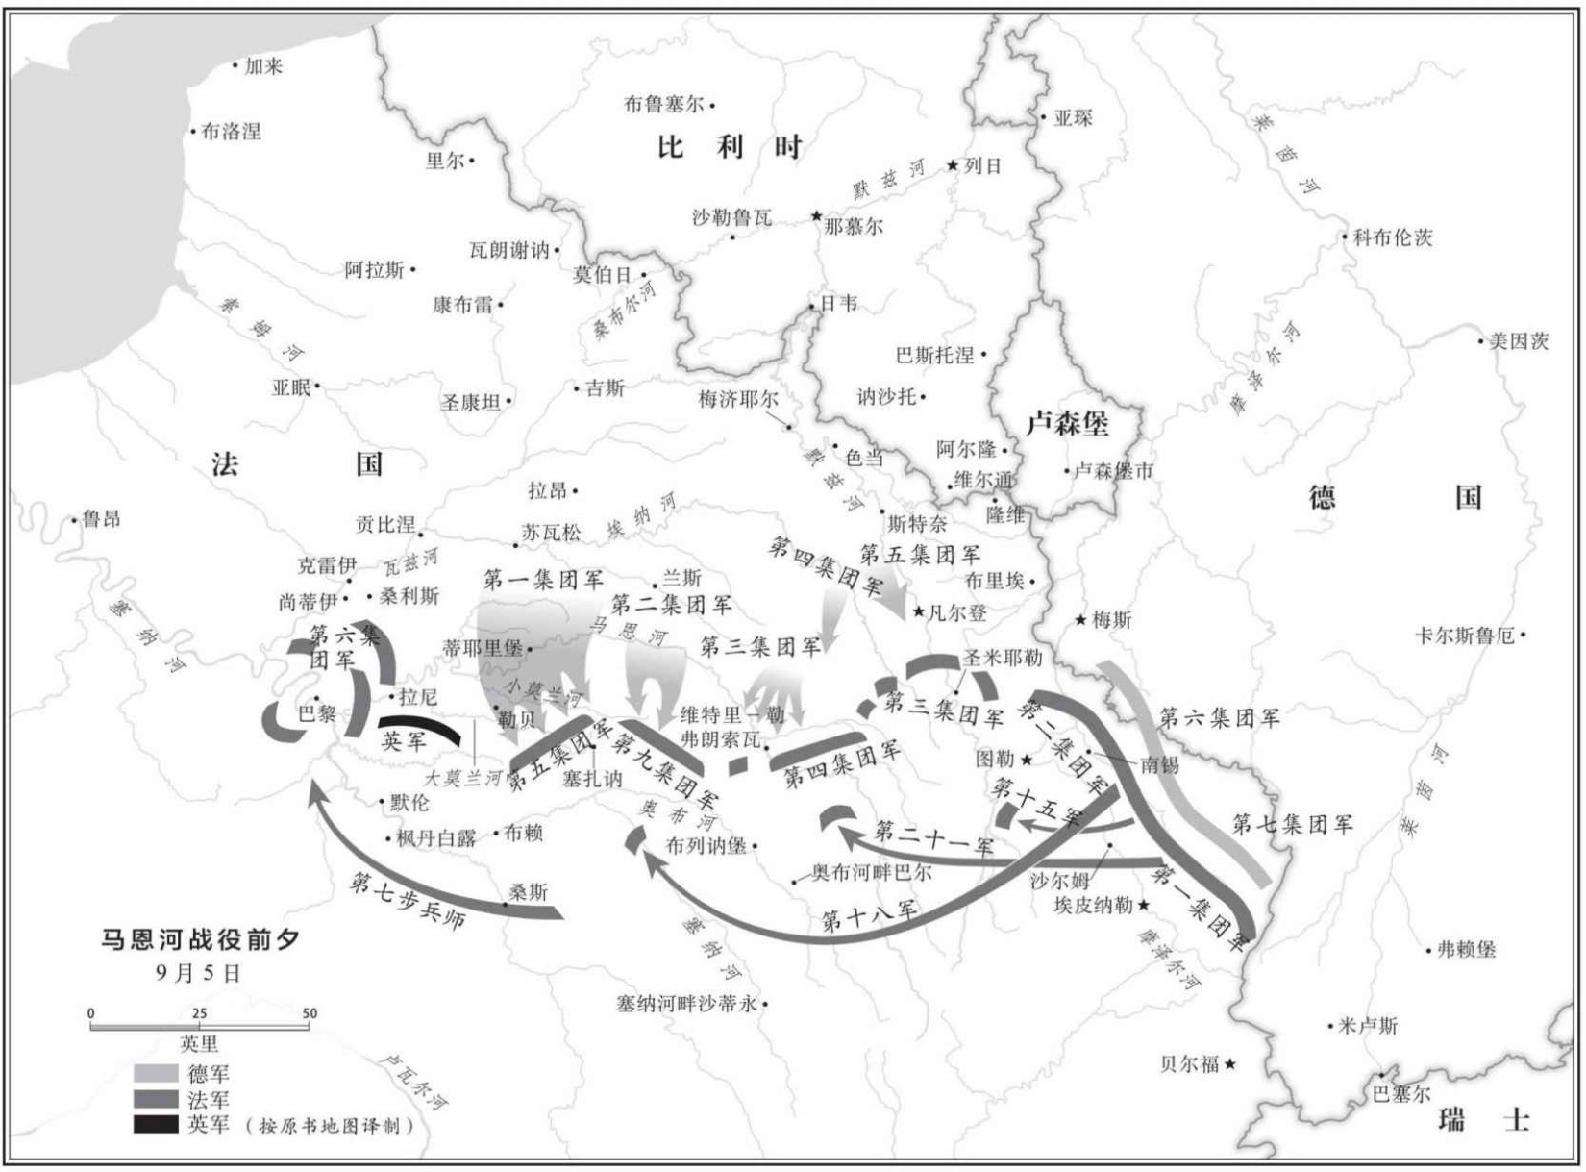 加来
布洛涅
布鲁塞尔
比利时
亚琛
里尔
列日
默兹河
莱茵河
沙勒鲁瓦
那慕尔
科布伦茨
瓦朗谢讷
阿拉斯
莫伯日
康布雷
桑布尔河
日韦
索姆河
美因茨
巴斯托涅
摩泽尔河
亚眠
圣康坦
吉斯
梅济耶尔
讷沙托
卢森堡
法国
色当
阿尔隆
卢森堡市
默兹河
维尔通
拉昂
德国
隆维
鲁昂
贡比涅
苏瓦松
埃纳河
斯特奈
克雷伊
瓦兹河
第一集团军
兰斯
第四集团军
第五集团军
布里埃
尚蒂伊
桑利斯
第二集团军
凡尔登
梅斯
塞纳河
第六集
团军
蒂耶里堡
马恩河
第三集团军
圣米耶勒
卡尔斯鲁厄
小莫兰河
拉尼
巴黎
勒贝
维特里-勒
弗朗索瓦
第三集团军
第二集团军
第六集团军
英军
大莫兰河
第五集团军
塞扎讷
第九集团军
第四集团军
图勒
南锡
莱茵河
默伦
奥布河
第十五军
第七集团军
枫丹白露
布赖
布列讷堡
第二十一军
奥布河畔巴尔
沙尔姆
第七步兵师
桑斯
第十八军
埃皮纳勒
第一集团军
马恩河战役前夕
9月5日
塞纳河
摩泽尔河
弗赖堡
塞纳河畔沙蒂永
0 25 50
英里
米卢斯
贝尔福
卢瓦尔河
巴塞尔
瑞士
德军
法军
英军 (按原书地图译制)